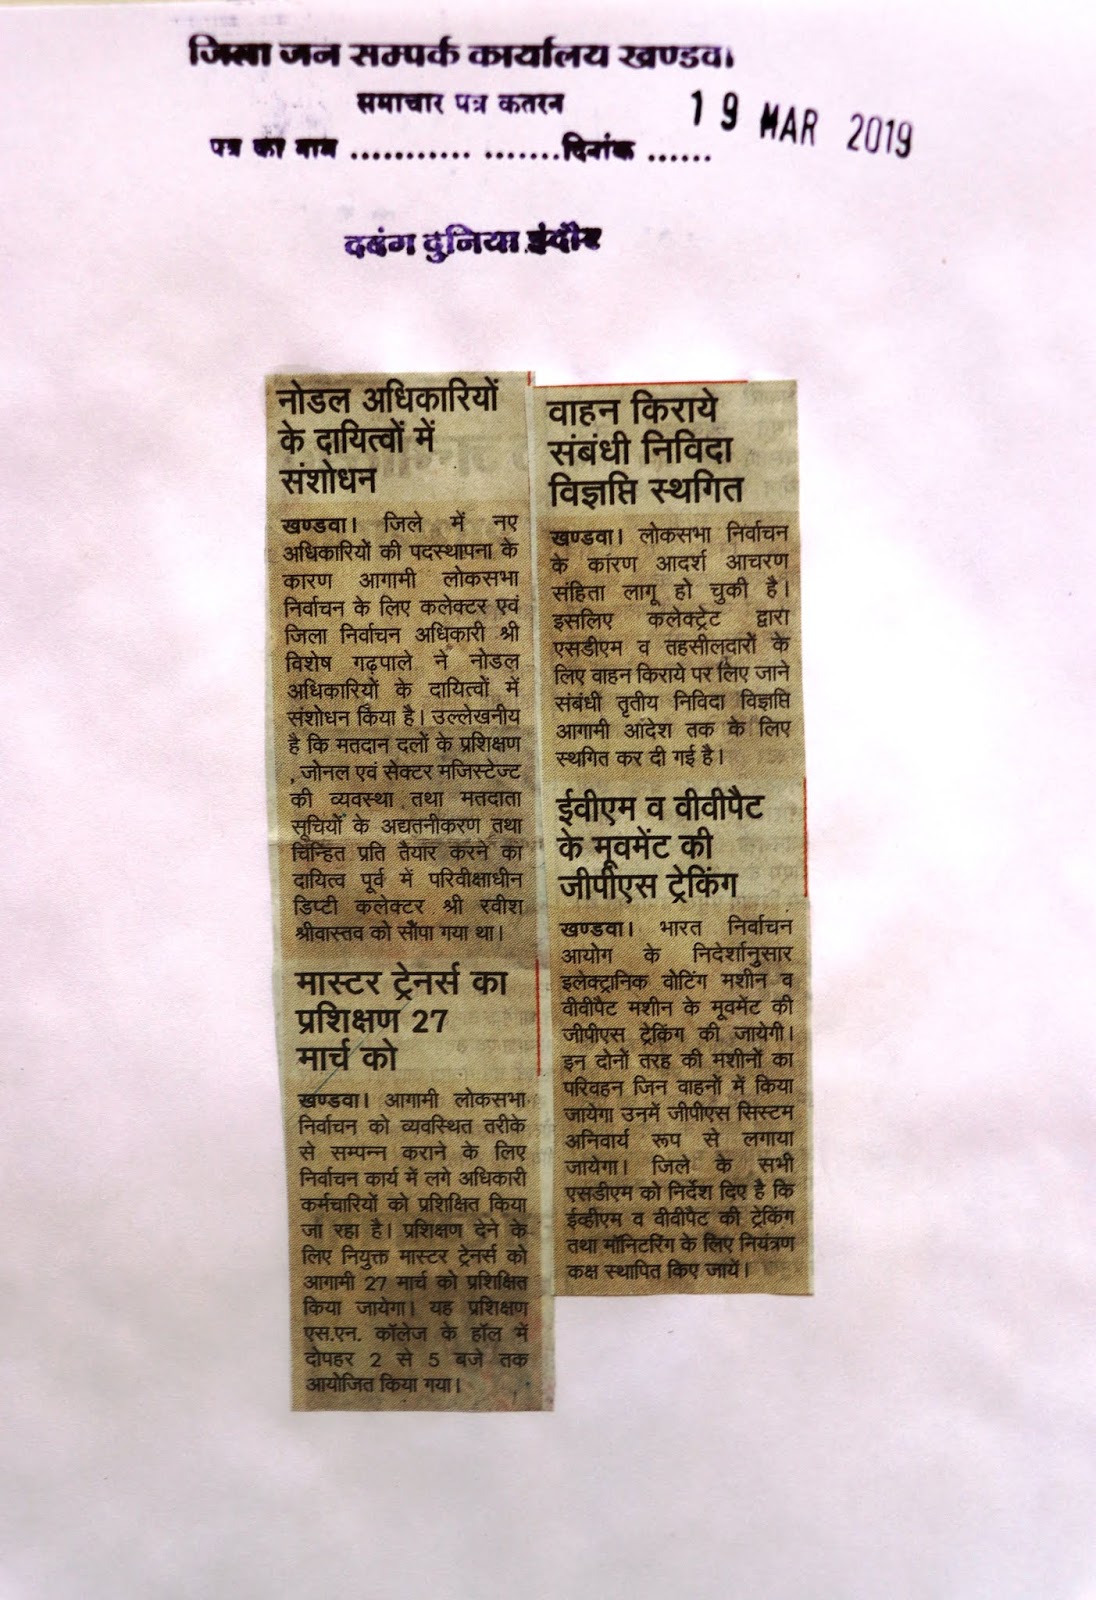 जिला जन सम्पर्क कार्यालय खण्डवा
समाचार पत्र कतरन
19 MAR 2019
पत्र का नाम ........... .......दिनांक ......
दबंग दुनिया इंदौर
नोडल अधिकारियों
के दायित्वों में
संशोधन
खण्डवा। जिले में नए
अधिकारियों की पदस्थापना के
कारण आगामी लोकसभा
निर्वाचन के लिए कलेक्टर एवं
जिला निर्वाचन अधिकारी श्री
विशेष गढ़पाले ने नोडल
अधिकारियों के दायित्वों में
संशोधन किया है। उल्लेखनीय
है कि मतदान दलों के प्रशिक्षण
,जोनल एवं सेक्टर मजिस्टेज्ट
की व्यवस्था तथा मतदाता
सूचियों के अद्यतनीकरण तथा
चिन्हित प्रति तैयार करने का
दायित्व पूर्व में परिवीक्षाधीन
डिप्टी कलेक्टर श्री रवीश
श्रीवास्तव को सौंपा गया था।
मास्टर ट्रेनर्स का
प्रशिक्षण 27
मार्च को
खण्डवा। आगामी लोकसभा
निर्वाचन को व्यवस्थित तरीके
से सम्पन्न कराने के लिए
निर्वाचन कार्य में लगे अधिकारी
कर्मचारियों को प्रशिक्षित किया
जा रहा है। प्रशिक्षण देने के
लिए नियुक्त मास्टर ट्रेनर्स को
आगामी 27 मार्च को प्रशिक्षित
किया जायेगा। यह प्रशिक्षण
एस.एन. कॉलेज के हॉल में
दोपहर 2 से 5 बजे तक
आयोजित किया गया।
वाहन किराये
संबंधी निविदा
विज्ञप्ति स्थगित
खण्डवा। लोकसभा निर्वाचन
के कारण आदर्श आचरण
संहिता लागू हो चुकी है।
इसलिए कलेक्ट्रेट द्वारा
एसडीएम व तहसीलदारों के
लिए वाहन किराये पर लिए जाने
संबंधी तृतीय निविदा विज्ञप्ति
आगामी आदेश तक के लिए
स्थगित कर दी गई है।
ईवीएम व वीवीपैट
के मूवमेंट की
जीपीएस ट्रेकिंग
खण्डवा। भारत निर्वाचन
आयोग के निदेर्शानुसार
इलेक्ट्रानिक वोटिंग मशीन व
वीवीपैट मशीन के मूवमेंट की
जीपीएस ट्रेकिंग की जायेगी।
इन दोनों तरह की मशीनों का
परिवहन जिन वाहनों में किया
जायेगा उनमें जीपीएस सिस्टम
अनिवार्य रूप से लगाया
जायेगा। जिले के सभी
एसडीएम को निर्देश दिए है कि
ईव्हीएम व वीवीपैट की ट्रेकिंग
तथा मॉनिटरिंग के लिए नियंत्रण
कक्ष स्थापित किए जायें।